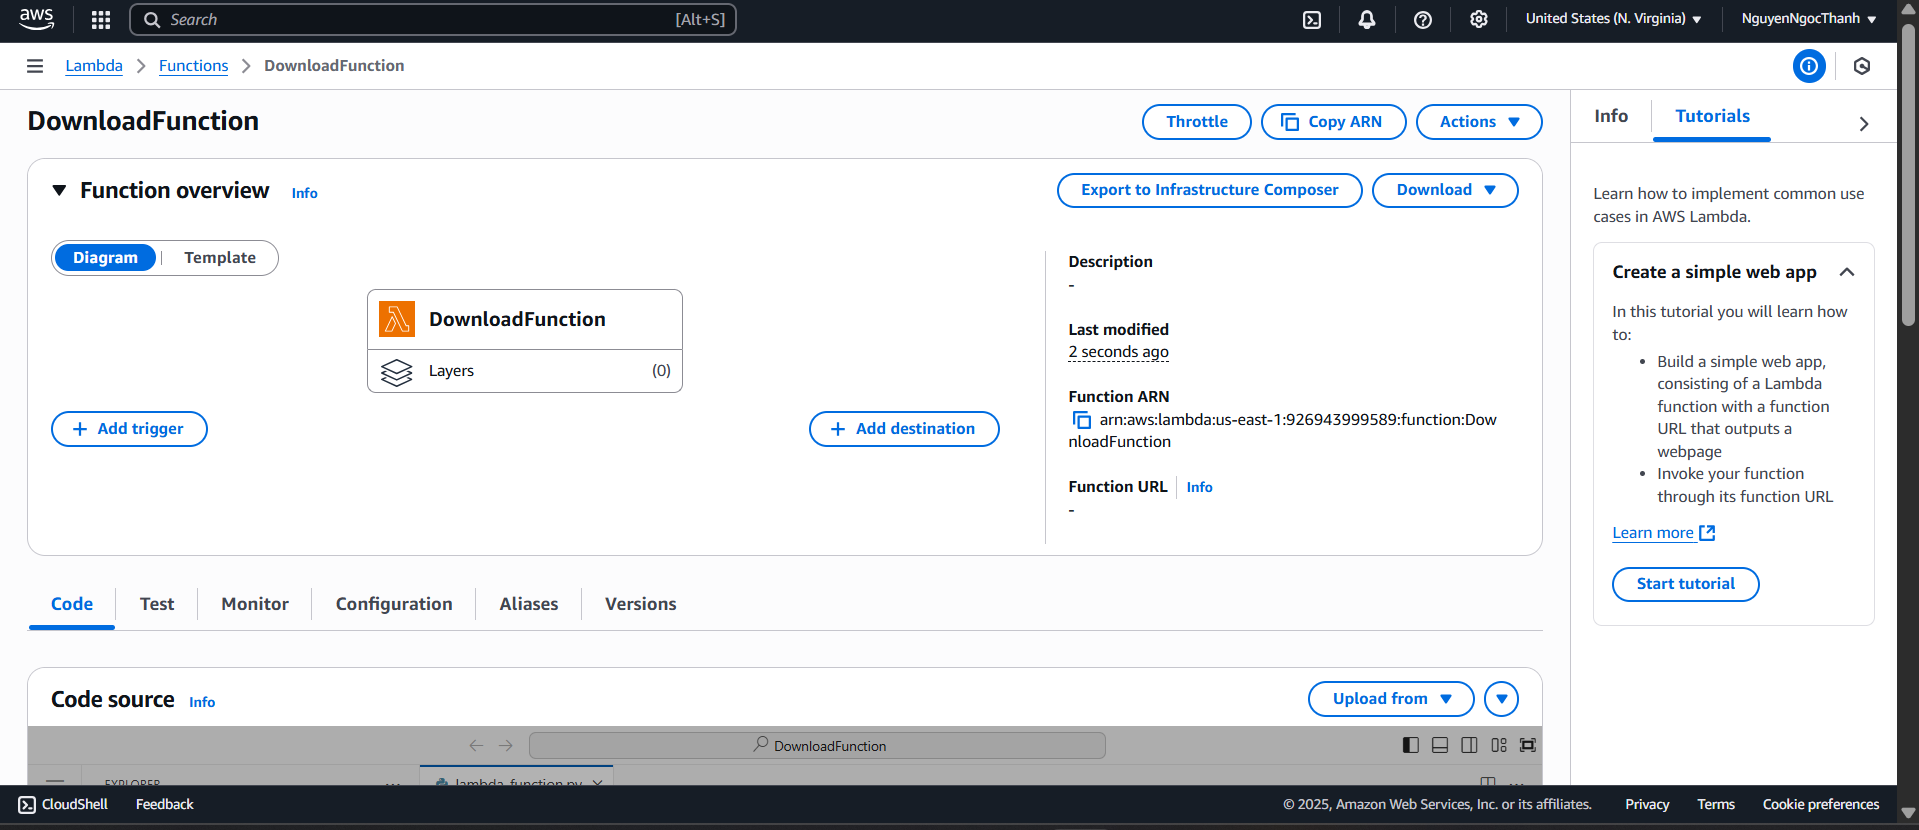 aws
Search [Alt+S]
United States (N. Virginia)
NguyenNgocThanh
Lambda
Functions
DownloadFunction
DownloadFunction
Throttle
Copy ARN
Actions
Function overview
Info
Export to Infrastructure Composer
Download
Diagram
Template
DownloadFunction
Layers
(0)
Add trigger
Add destination
Description
-
Last modified
2 seconds ago
Function ARN
arn:aws:lambda:us-east-1:926943999589:function:Dow
nloadFunction
Function URL
Info
-
Code
Test
Monitor
Configuration
Aliases
Versions
Code source
Info
Upload from
DownloadFunction
EXPLORER
lambda_function.py
Info
Tutorials
Learn how to implement common use
cases in AWS Lambda.
Create a simple web app
In this tutorial you will learn how
to:
• Build a simple web app,
consisting of a Lambda
function with a function
URL that outputs a
webpage
• Invoke your function
through its function URL
Learn more
Start tutorial
CloudShell
Feedback
© 2025, Amazon Web Services, Inc. or its affiliates.
Privacy
Terms
Cookie preferences